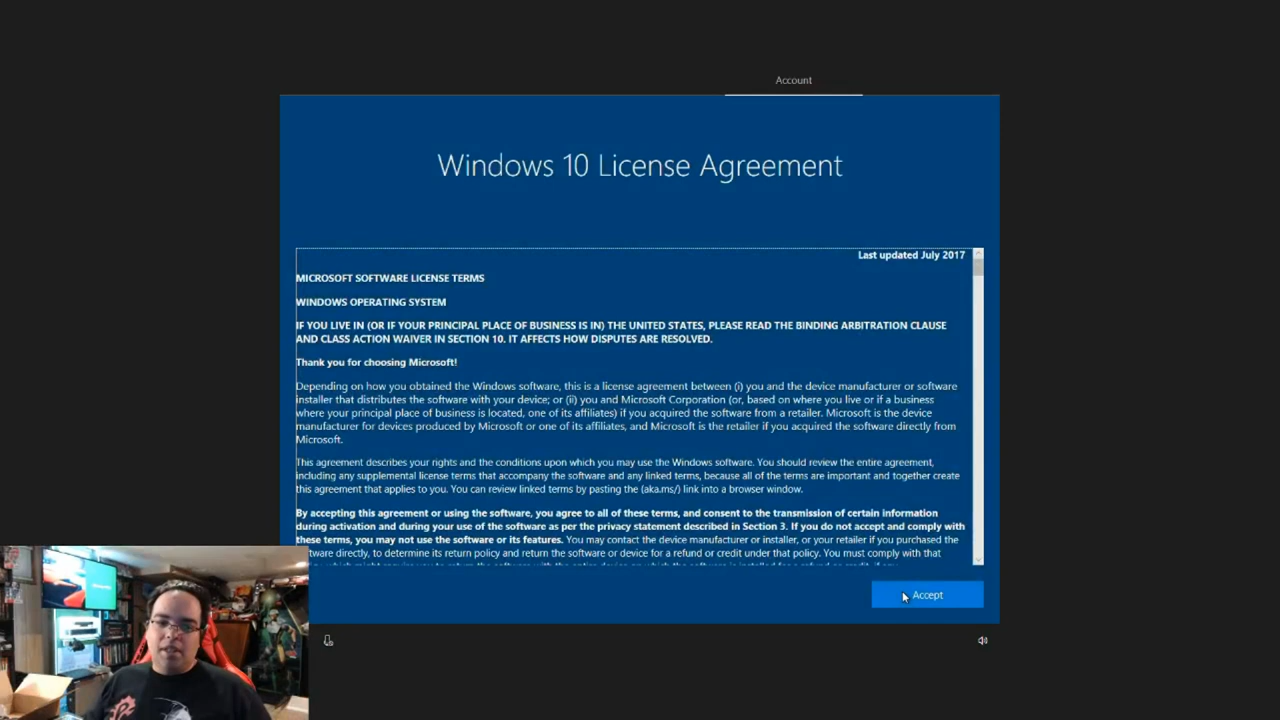 Account
Windows 10 License Agreement
Last updated July 2017
MICROSOFT SOFTWARE LICENSE TERMS
WINDOWS OPERATING SYSTEM
IF YOU LIVE IN (OR IF YOUR PRINCIPAL PLACE OF BUSINESS IS IN) THE UNITED STATES, PLEASE READ THE BINDING ARBITRATION CLAUSE
AND CLASS ACTION WAIVER IN SECTION 10. IT AFFECTS HOW DISPUTES ARE RESOLVED.
Thank you for choosing Microsoft!
Depending on how you obtained the Windows software, this is a license agreement between (i) you and the device manufacturer or software
installer that distributes the software with your device; or (ii) you and Microsoft Corporation (or, based on where you live or if a business
where your principal place of business is located, one of its affiliates) if you acquired the software from a retailer. Microsoft is the device
manufacturer for devices produced by Microsoft or one of its affiliates, and Microsoft is the retailer if you acquired the software directly from
Microsoft.
This agreement describes your rights and the conditions upon which you may use the Windows software. You should review the entire agreement,
including any supplemental license terms that accompany the software and any linked terms, because all of the terms are important and together create
this agreement that applies to you. You can review linked terms by pasting the (aka.ms/) link into a browser window.
By accepting this agreement or using the software, you agree to all of these terms, and consent to the transmission of certain information
during activation and during your use of the software as per the privacy statement described in Section 3. If you do not accept and comply with
these terms, you may not use the software or its features. You may contact the device manufacturer or installer, or your retailer if you purchased the
ftware directly, to determine its return policy and return the software or device for a refund or credit under that policy. You must comply with that
Accept